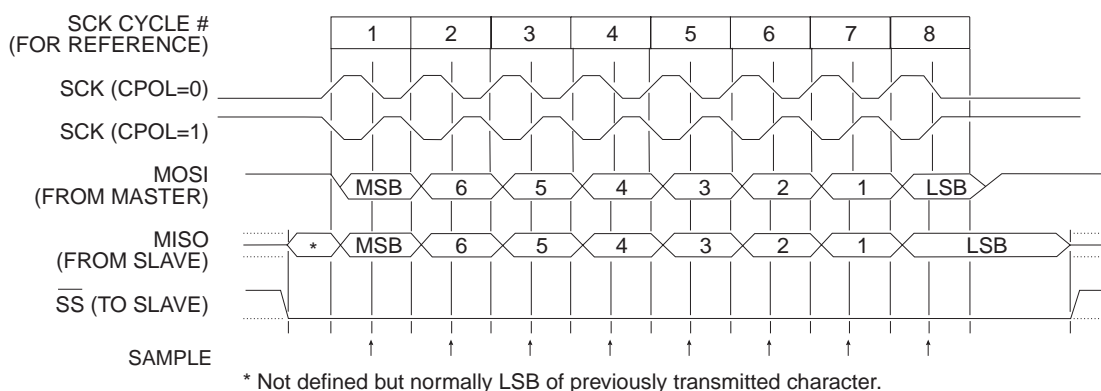 SCK CYCLE #
(FOR REFERENCE)
1 2 3 4 5 6 7 8
SCK (CPOL=0)
SCK (CPOL=1)
MOSI
(FROM MASTER)
MSB 6 5 4 3 2 1 LSB
MISO
(FROM SLAVE)
* MSB 6 5 4 3 2 1 LSB
SS (TO SLAVE)
SAMPLE
* Not defined but normally LSB of previously transmitted character.